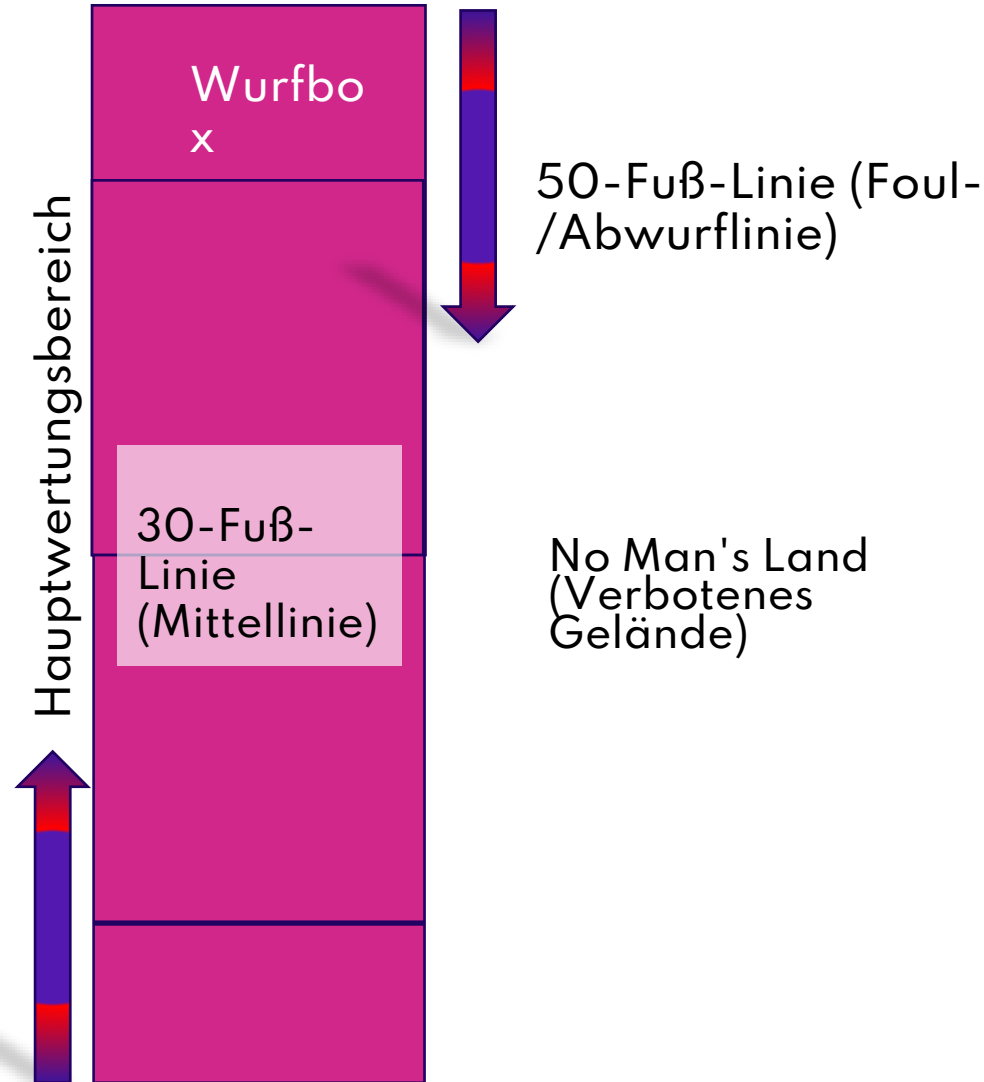 Wurfbo
x
50-Fuß-Linie (Foul-
/Abwurflinie)
Hauptwertungsbereich
30-Fuß-
Linie
(Mittellinie)
No Man's Land
(Verbotenes
Gelände)